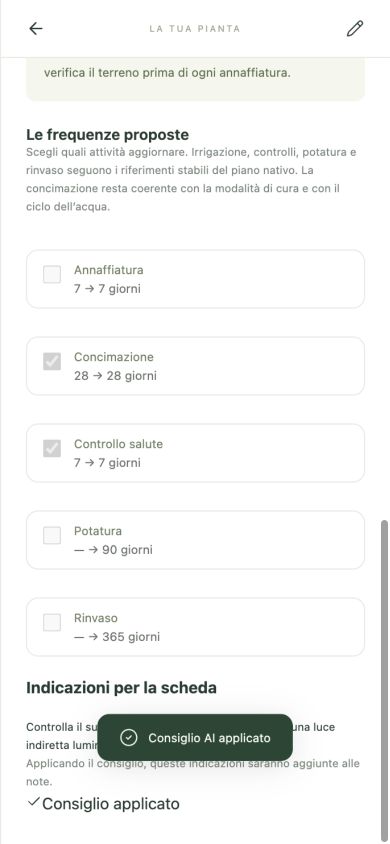 LA TUA PIANTA
verifica il terreno prima di ogni annaffiatura.
Le frequenze proposte
Scegli quali attività aggiornare. Irrigazione, controlli, potatura e
rinvaso seguono i riferimenti stabili del piano nativo. La
concimazione resta coerente con la modalità di cura e con il
ciclo dell’acqua.
Annaffiatura
7 → 7 giorni
Concimazione
28 → 28 giorni
Controllo salute
7 → 7 giorni
Potatura
— → 90 giorni
Rinvaso
— → 365 giorni
Indicazioni per la scheda
Controlla il una luce
Consiglio AI applicato
indiretta
Applicando il consiglio, queste indicazioni saranno aggiunte alle
note.
Consiglio applicato